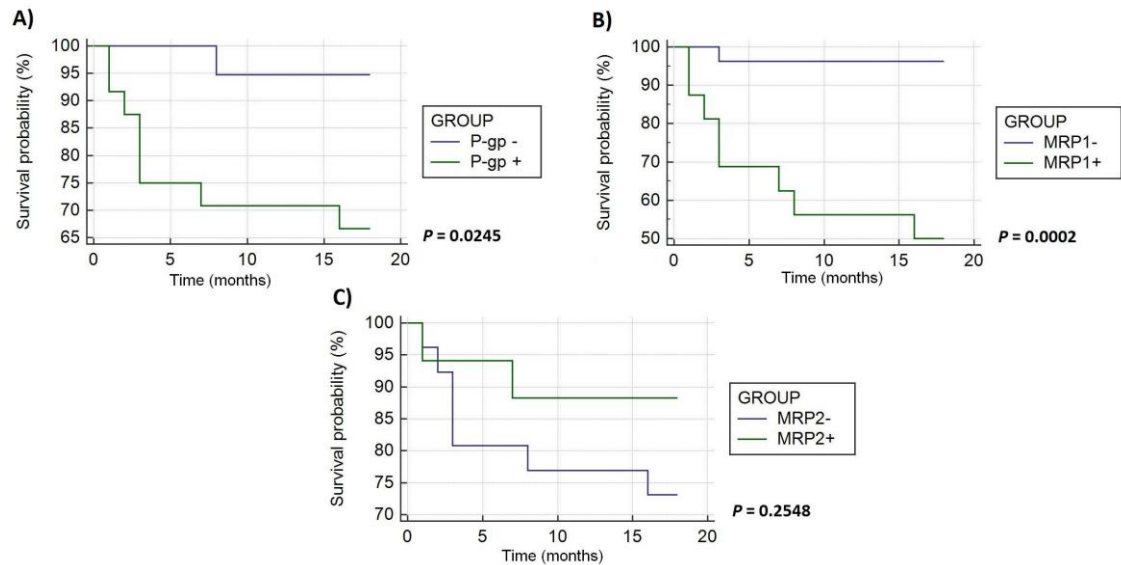 A)
Survival probability (%)
100
95
90
85
80
75
70
65
0 5 10 15 20
Time (months)
GROUP
P-gp -
P-gp +
P = 0.0245
B)
Survival probability (%)
100
90
80
70
60
50
0 5 10 15 20
Time (months)
GROUP
MRP1-
MRP1+
P = 0.0002
C)
Survival probability (%)
100
95
90
85
80
75
70
0 5 10 15 20
Time (months)
GROUP
MRP2-
MRP2+
P = 0.2548